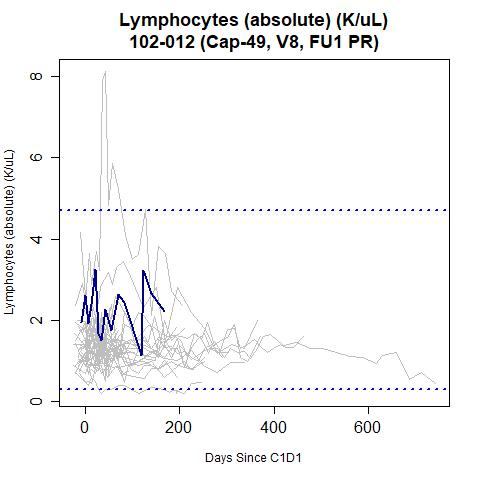 Lymphocytes (absolute) (K/uL)
102-012 (Cap-49, V8, FU1 PR)
Lymphocytes (absolute) (K/uL)
8
6
4
2
0
0 200 400 600
Days Since C1D1